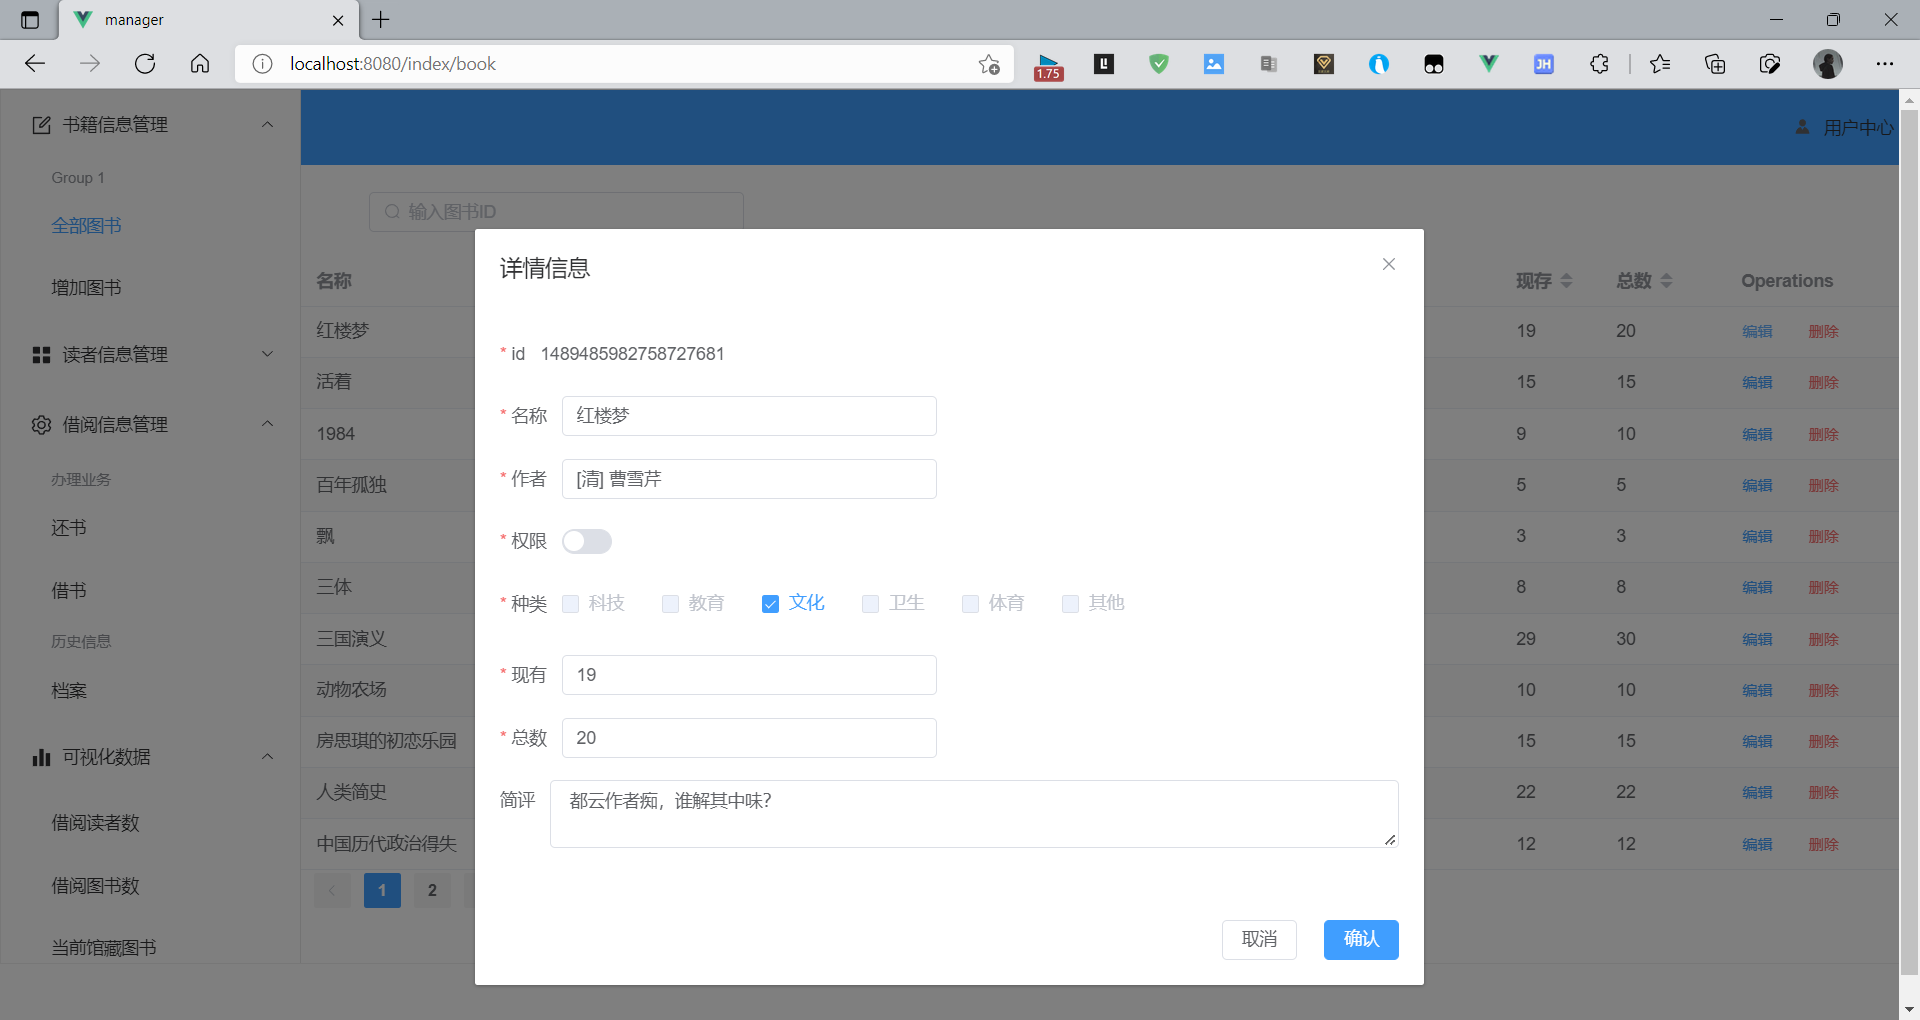 manager
localhost:8080/index/book
1.75
JH
书籍信息管理
用户中心
Group 1
全部图书
增加图书
读者信息管理
借阅信息管理
办理业务
还书
借书
历史信息
档案
可视化数据
借阅读者数
借阅图书数
当前馆藏图书
输入图书ID
名称 现存 总数 Operations
红楼梦 19 20 编辑 删除
活着 15 15 编辑 删除
1984 9 10 编辑 删除
百年孤独 5 5 编辑 删除
飘 3 3 编辑 删除
三体 8 8 编辑 删除
三国演义 29 30 编辑 删除
动物农场 10 10 编辑 删除
房思琪的初恋乐园 15 15 编辑 删除
人类简史 22 22 编辑 删除
中国历代政治得失 12 12 编辑 删除
1 2
详情信息
* id 1489485982758727681
* 名称 红楼梦
* 作者 [清] 曹雪芹
* 权限
* 种类 科技 教育 文化 卫生 体育 其他
* 现有 19
* 总数 20
简评 都云作者痴，谁解其中味？
取消 确认